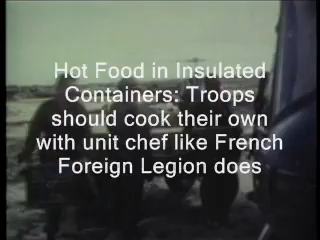 Hot Food in Insulated
Containers: Troops
should cook their own
with unit chef like French
Foreign Legion does